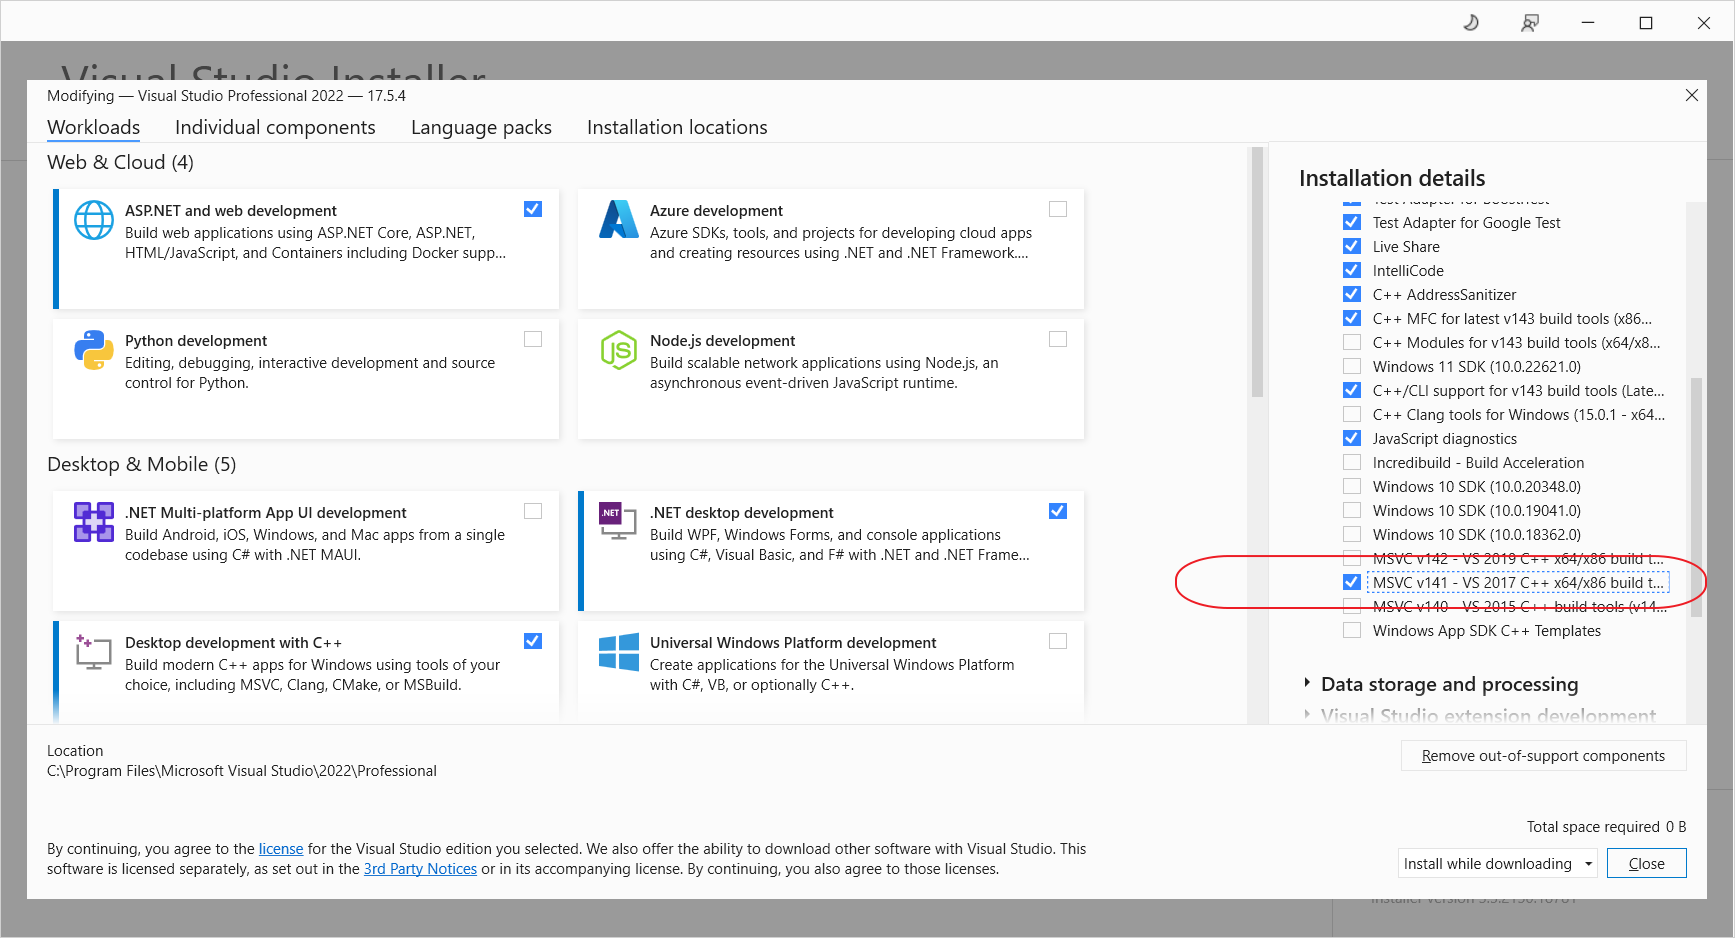 Visual Studio Installer
Modifying — Visual Studio Professional 2022 — 17.5.4
Workloads
Individual components
Language packs
Installation locations
Web & Cloud (4)
ASP.NET and web development
Build web applications using ASP.NET Core, ASP.NET,
HTML/JavaScript, and Containers including Docker supp...
Azure development
Azure SDKs, tools, and projects for developing cloud apps
and creating resources using .NET and .NET Framework....
Python development
Editing, debugging, interactive development and source
control for Python.
Node.js development
Build scalable network applications using Node.js, an
asynchronous event-driven JavaScript runtime.
Desktop & Mobile (5)
.NET Multi-platform App UI development
Build Android, iOS, Windows, and Mac apps from a single
codebase using C# with .NET MAUI.
.NET
.NET desktop development
Build WPF, Windows Forms, and console applications
using C#, Visual Basic, and F# with .NET and .NET Frame...
Desktop development with C++
Build modern C++ apps for Windows using tools of your
choice, including MSVC, Clang, CMake, or MSBuild.
Universal Windows Platform development
Create applications for the Universal Windows Platform
with C#, VB, or optionally C++.
Installation details
Test Adapter for Boost.Test
Test Adapter for Google Test
Live Share
IntelliCode
C++ AddressSanitizer
C++ MFC for latest v143 build tools (x86...
C++ Modules for v143 build tools (x64/x8...
Windows 11 SDK (10.0.22621.0)
C++/CLI support for v143 build tools (Late...
C++ Clang tools for Windows (15.0.1 - x64...
JavaScript diagnostics
Incredibuild - Build Acceleration
Windows 10 SDK (10.0.20348.0)
Windows 10 SDK (10.0.19041.0)
Windows 10 SDK (10.0.18362.0)
MSVC v142 - VS 2019 C++ x64/x86 build t...
MSVC v141 - VS 2017 C++ x64/x86 build t...
MSVC v140 - VS 2015 C++ build tools (v14...
Windows App SDK C++ Templates
Data storage and processing
Visual Studio extension development
Location
C:\Program Files\Microsoft Visual Studio\2022\Professional
Remove out-of-support components
Total space required 0 B
By continuing, you agree to the license for the Visual Studio edition you selected. We also offer the ability to download other software with Visual Studio. This
software is licensed separately, as set out in the 3rd Party Notices or in its accompanying license. By continuing, you also agree to those licenses.
Install while downloading
Close
Installer version